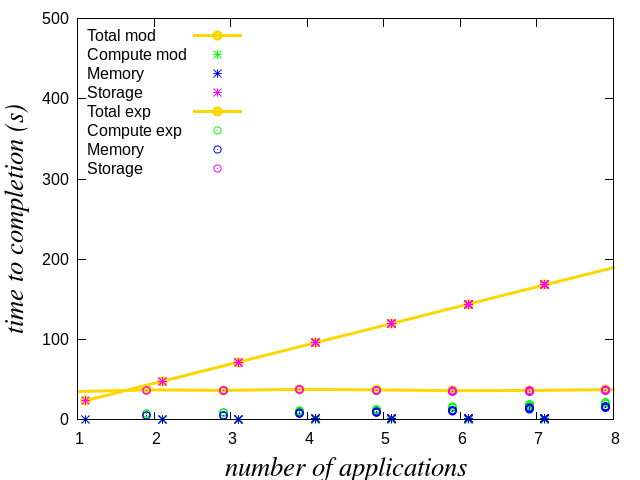 500
400
300
200
100
0
time to completion (s)
Total mod
Compute mod
Memory
Storage
Total exp
Compute exp
Memory
Storage
1 2 3 4 5 6 7 8
number of applications